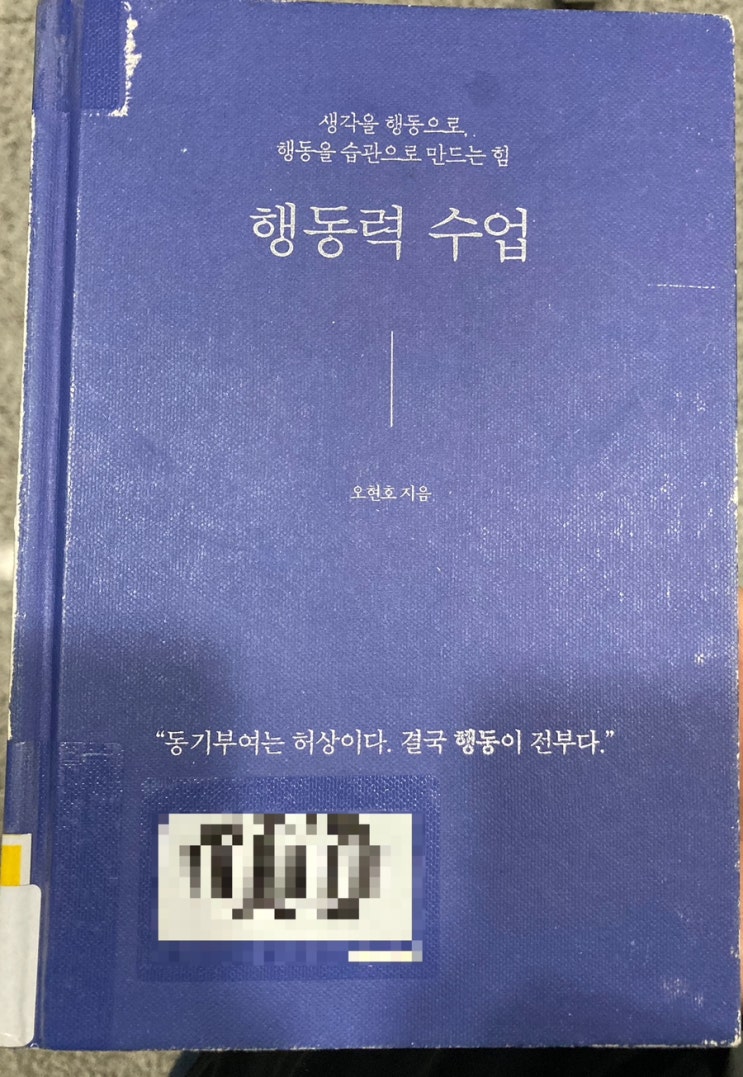 생각을 행동으로,
행동을 습관으로 만드는 힘
행동력 수업
오현호 지음
“동기부여는 허상이다. 결국 행동이 전부다.”